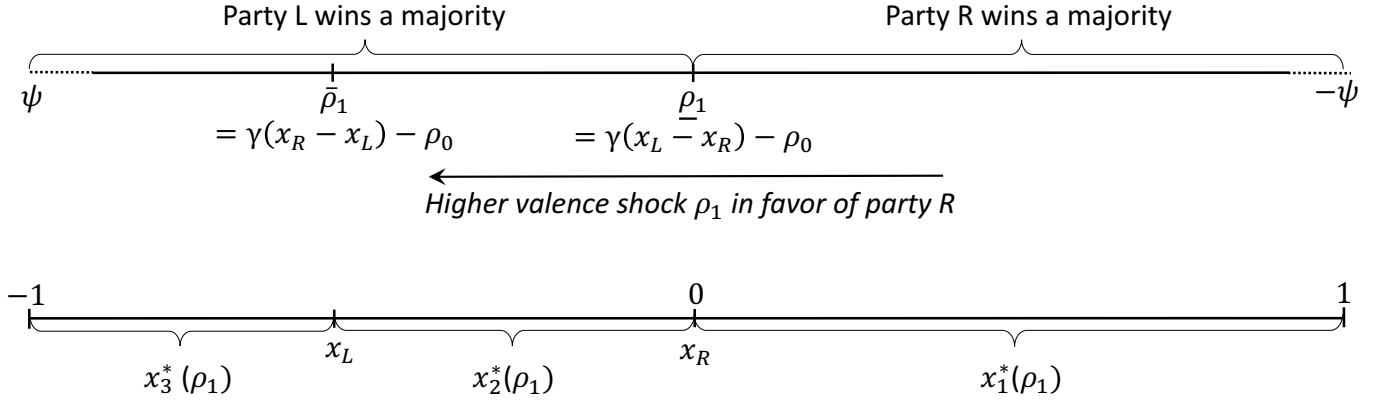 Party L wins a majority Party R wins a majority
ψ ρ̄₁ ρ̲₁ −ψ
= γ(x_R − x_L) − ρ₀ = γ(x_L − x_R) − ρ₀
Higher valence shock ρ₁ in favor of party R
−1 0 1
x_L x_R
x₃*(ρ₁) x₂*(ρ₁) x₁*(ρ₁)